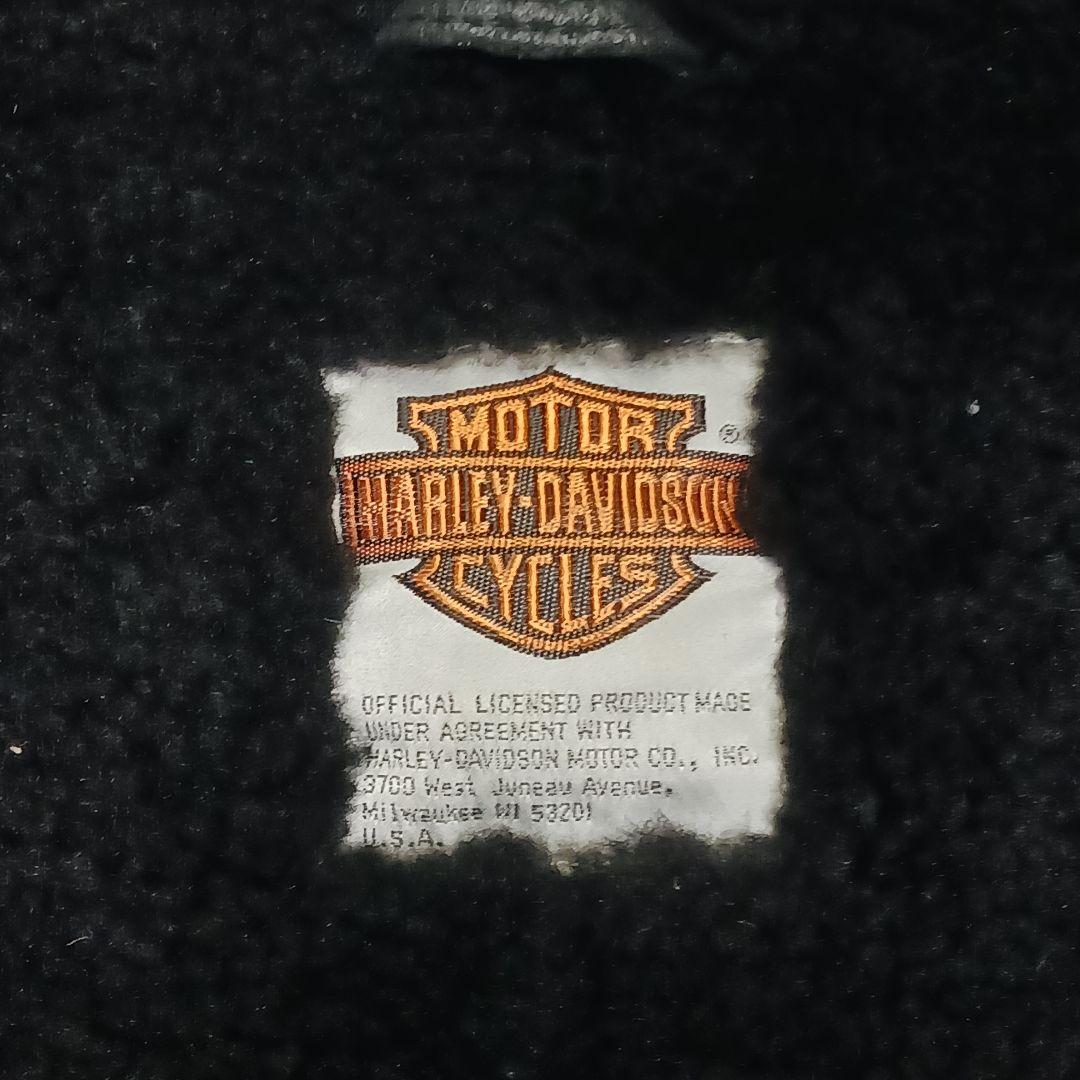 MOTOR
®
HARLEY-DAVIDSON
CYCLES
OFFICIAL LICENSED PRODUCT MADE
UNDER AGREEMENT WITH
HARLEY-DAVIDSON MOTOR CO., INC.
3700 West Juneau Avenue.
Milwaukee WI 53201
U.S.A.